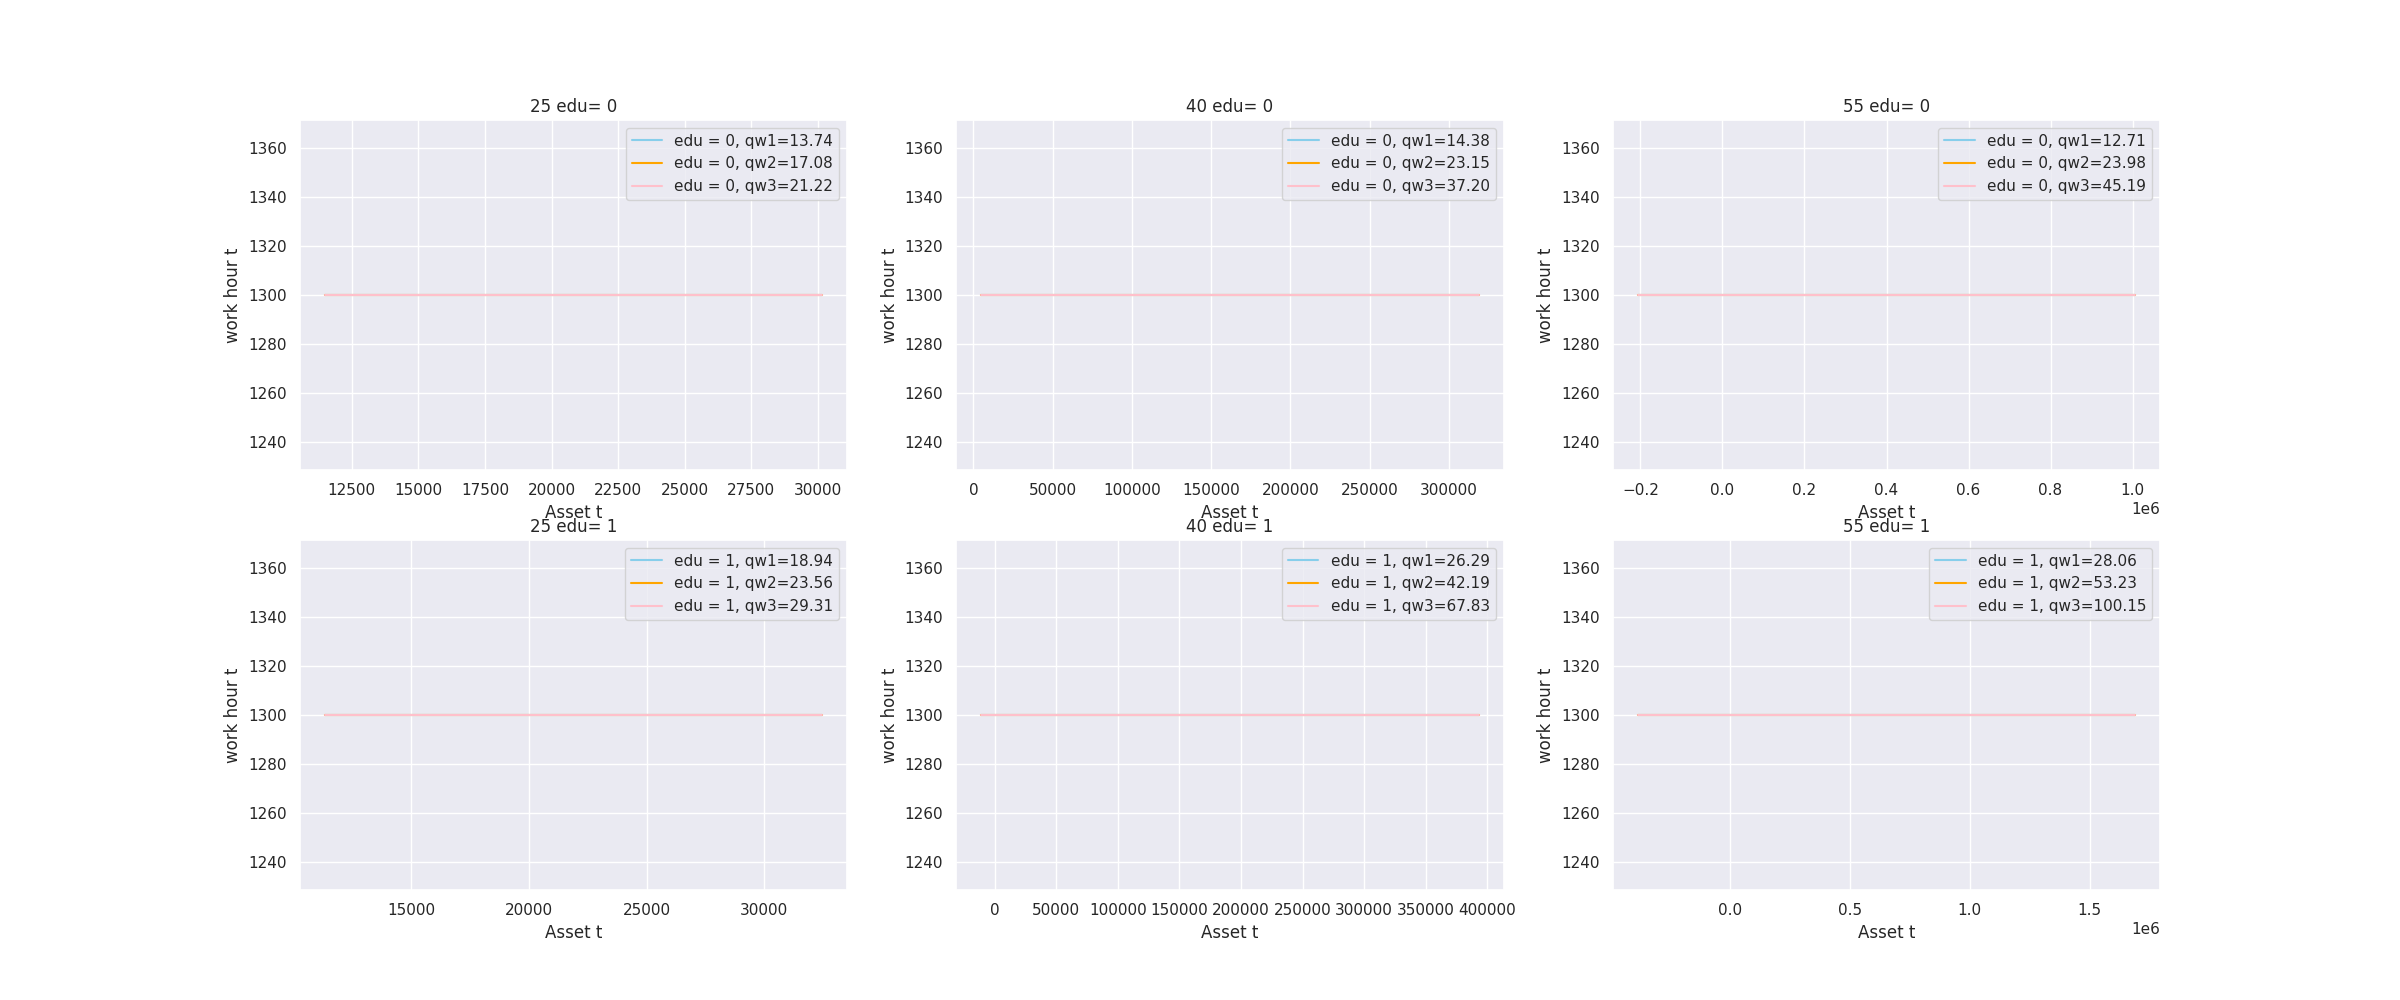 25 edu= 0
edu = 0, qw1=13.74
edu = 0, qw2=17.08
edu = 0, qw3=21.22
work hour t
1360
1340
1320
1300
1280
1260
1240
12500 15000 17500 20000 22500 25000 27500 30000
Asset t
40 edu= 0
edu = 0, qw1=14.38
edu = 0, qw2=23.15
edu = 0, qw3=37.20
work hour t
1360
1340
1320
1300
1280
1260
1240
0 50000 100000 150000 200000 250000 300000
Asset t
55 edu= 0
edu = 0, qw1=12.71
edu = 0, qw2=23.98
edu = 0, qw3=45.19
work hour t
1360
1340
1320
1300
1280
1260
1240
−0.2 0.0 0.2 0.4 0.6 0.8 1.0
1e6
Asset t
25 edu= 1
edu = 1, qw1=18.94
edu = 1, qw2=23.56
edu = 1, qw3=29.31
work hour t
1360
1340
1320
1300
1280
1260
1240
15000 20000 25000 30000
Asset t
40 edu= 1
edu = 1, qw1=26.29
edu = 1, qw2=42.19
edu = 1, qw3=67.83
work hour t
1360
1340
1320
1300
1280
1260
1240
0 50000 100000 150000 200000 250000 300000 350000 400000
Asset t
55 edu= 1
edu = 1, qw1=28.06
edu = 1, qw2=53.23
edu = 1, qw3=100.15
work hour t
1360
1340
1320
1300
1280
1260
1240
0.0 0.5 1.0 1.5
1e6
Asset t